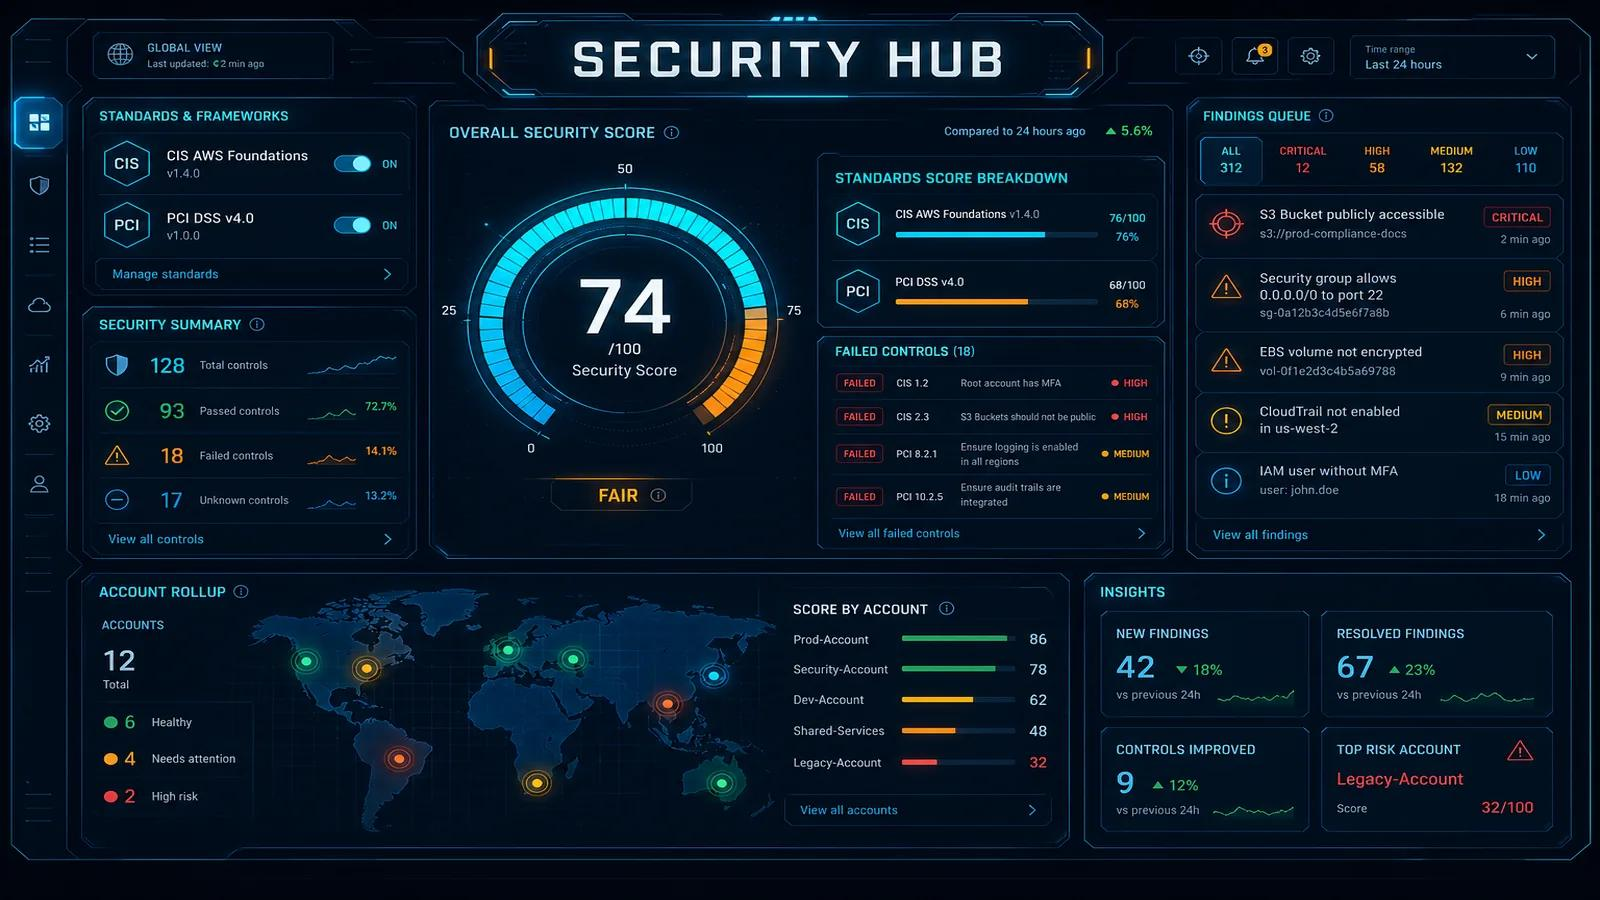 GLOBAL VIEW
Last updated: 2 min ago
SECURITY HUB
3
Time range
Last 24 hours
STANDARDS & FRAMEWORKS
CIS
CIS AWS Foundations
v1.4.0
ON
PCI
PCI DSS v4.0
v1.0.0
ON
Manage standards
SECURITY SUMMARY
128 Total controls
93 Passed controls 72.7%
18 Failed controls 14.1%
17 Unknown controls 13.2%
View all controls
OVERALL SECURITY SCORE
Compared to 24 hours ago 5.6%
50
25
75
74
/100
Security Score
0
100
FAIR
STANDARDS SCORE BREAKDOWN
CIS
CIS AWS Foundations v1.4.0
76/100
76%
PCI
PCI DSS v4.0
68/100
68%
FAILED CONTROLS (18)
FAILED CIS 1.2 Root account has MFA HIGH
FAILED CIS 2.3 S3 Buckets should not be public HIGH
FAILED PCI 8.2.1 Ensure logging is enabled
in all regions
MEDIUM
FAILED PCI 10.2.5 Ensure audit trails are
integrated
MEDIUM
View all failed controls
FINDINGS QUEUE
ALL CRITICAL HIGH MEDIUM LOW
312 12 58 132 110
S3 Bucket publicly accessible
s3://prod-compliance-docs
CRITICAL
2 min ago
Security group allows
0.0.0.0/0 to port 22
sg-0a12b3c4d5e6f7a8b
HIGH
6 min ago
EBS volume not encrypted
vol-0f1e2d3c4b5a69788
HIGH
9 min ago
CloudTrail not enabled
in us-west-2
MEDIUM
15 min ago
IAM user without MFA
user: john.doe
LOW
18 min ago
View all findings
ACCOUNT ROLLUP
ACCOUNTS
12
Total
6 Healthy
4 Needs attention
2 High risk
SCORE BY ACCOUNT
Prod-Account 86
Security-Account 78
Dev-Account 62
Shared-Services 48
Legacy-Account 32
View all accounts
INSIGHTS
NEW FINDINGS
42 18%
vs previous 24h
RESOLVED FINDINGS
67 23%
vs previous 24h
CONTROLS IMPROVED
9 12%
vs previous 24h
TOP RISK ACCOUNT
Legacy-Account
Score 32/100